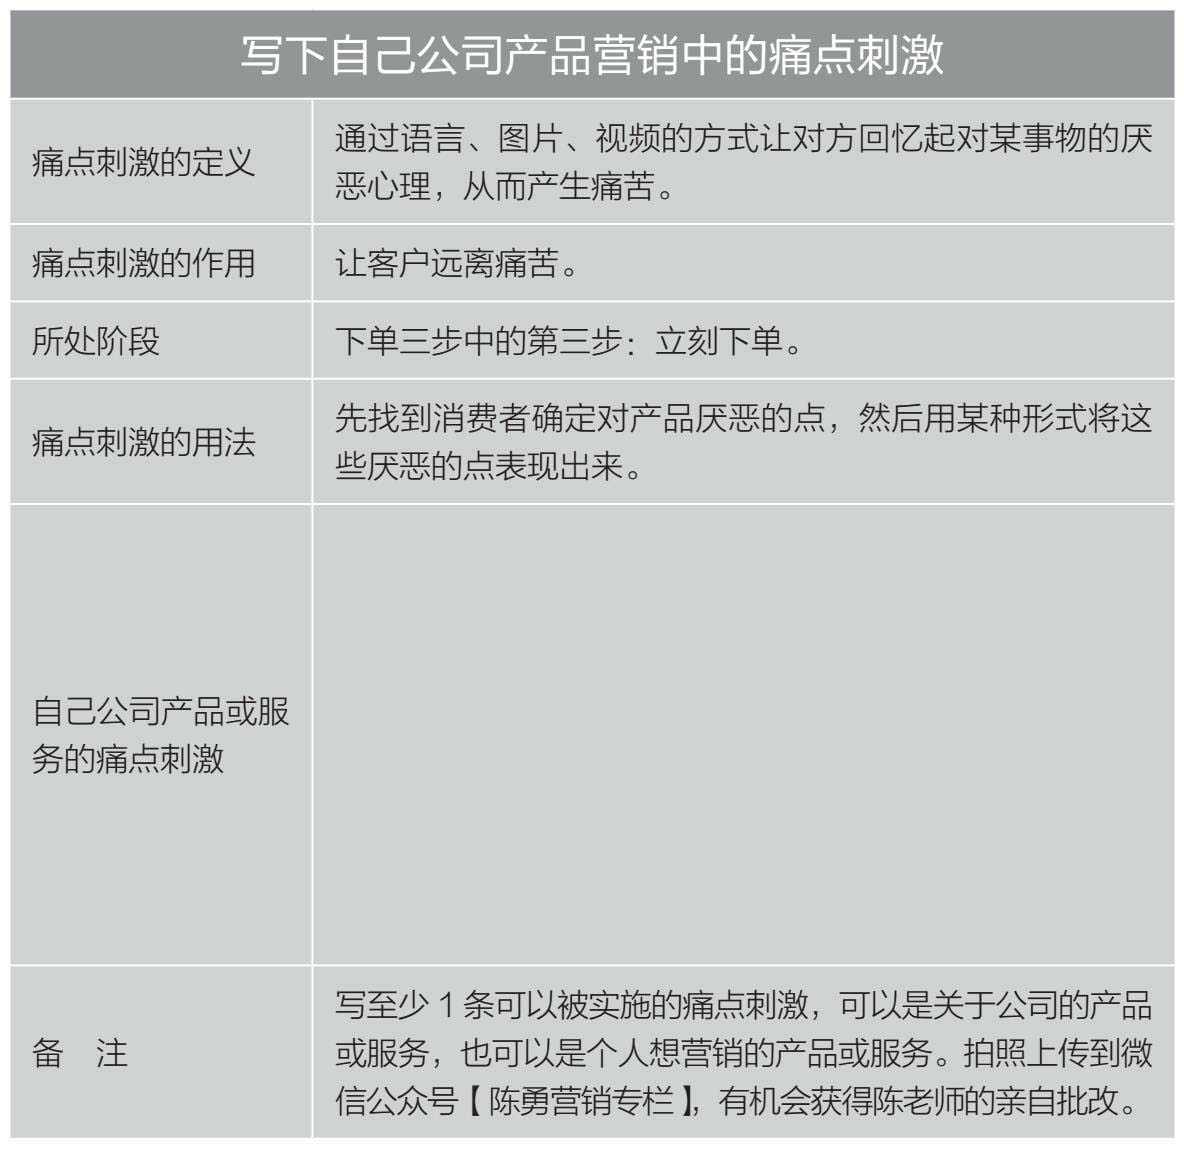 写下自己公司产品营销中的痛点刺激
痛点刺激的定义
通过语言、图片、视频的方式让对方回忆起对某事物的厌
恶心理，从而产生痛苦。
痛点刺激的作用
让客户远离痛苦。
所处阶段
下单三步中的第三步：立刻下单。
痛点刺激的用法
先找到消费者确定对产品厌恶的点，然后用某种形式将这
些厌恶的点表现出来。
自己公司产品或服
务的痛点刺激
备　注
写至少 1 条可以被实施的痛点刺激，可以是关于公司的产品
或服务，也可以是个人想营销的产品或服务。拍照上传到微
信公众号【陈勇营销专栏】，有机会获得陈老师的亲自批改。